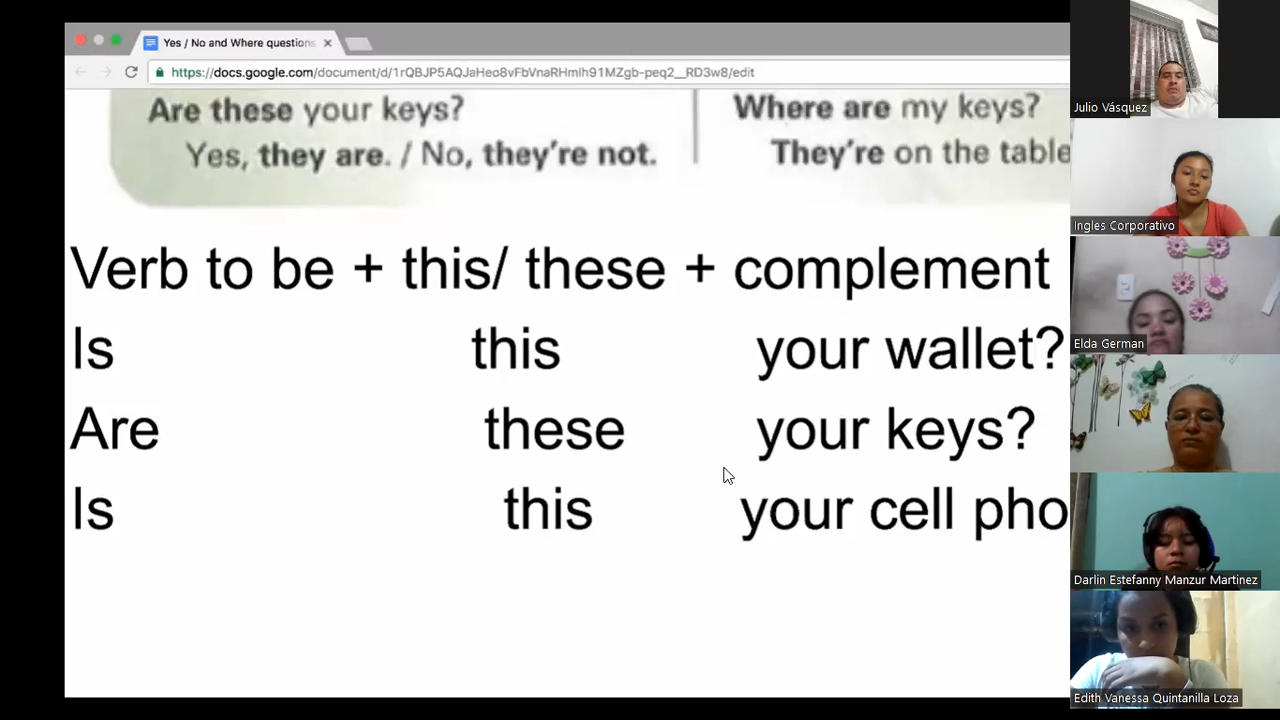 Yes / No and Where questions
https://docs.google.com/document/d/1rQBJP5AQJaHeo8vFbVnaRHmlh91MZgb-peq2__RD3w8/edit
Are these your keys?
Yes, they are. / No, they're not.
Where are my keys?
They're on the table
Verb to be + this/ these + complement
Is this your wallet?
Are these your keys?
Is this your cell pho
Julio Vásquez
Ingles Corporativo
Elda German
Darlin Estefanny Manzur Martinez
Edith Vanessa Quintanilla Loza